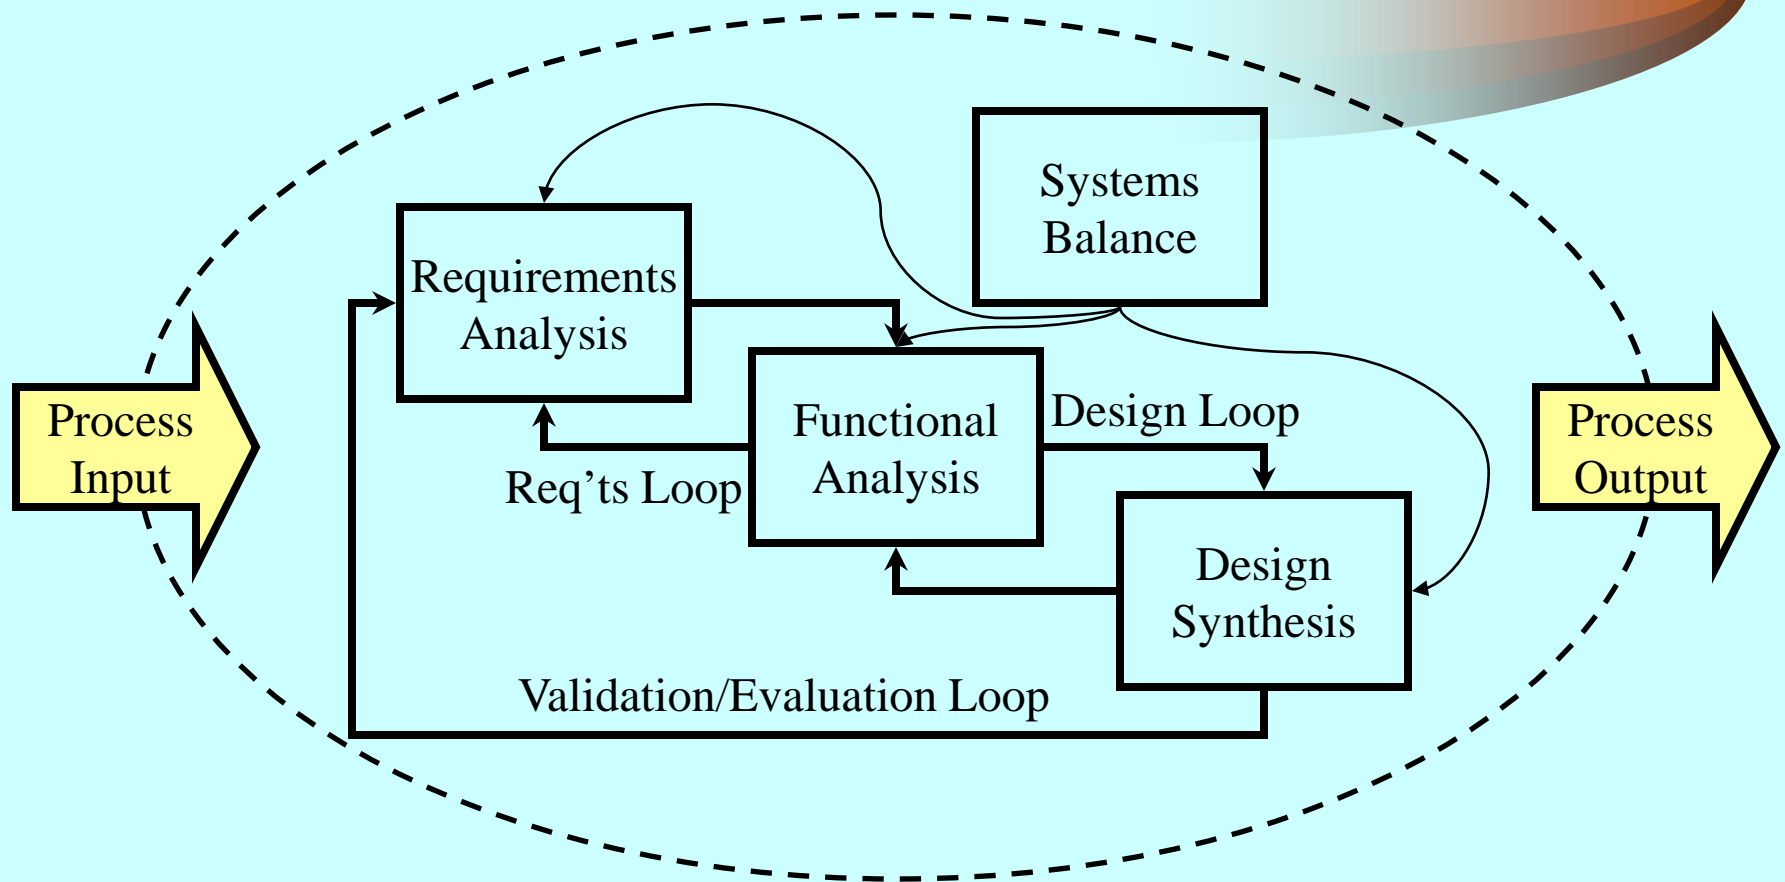 Systems
Balance
Requirements
Analysis
Process
Input
Functional
Analysis
Design Loop
Process
Output
Req’ts Loop
Design
Synthesis
Validation/Evaluation Loop